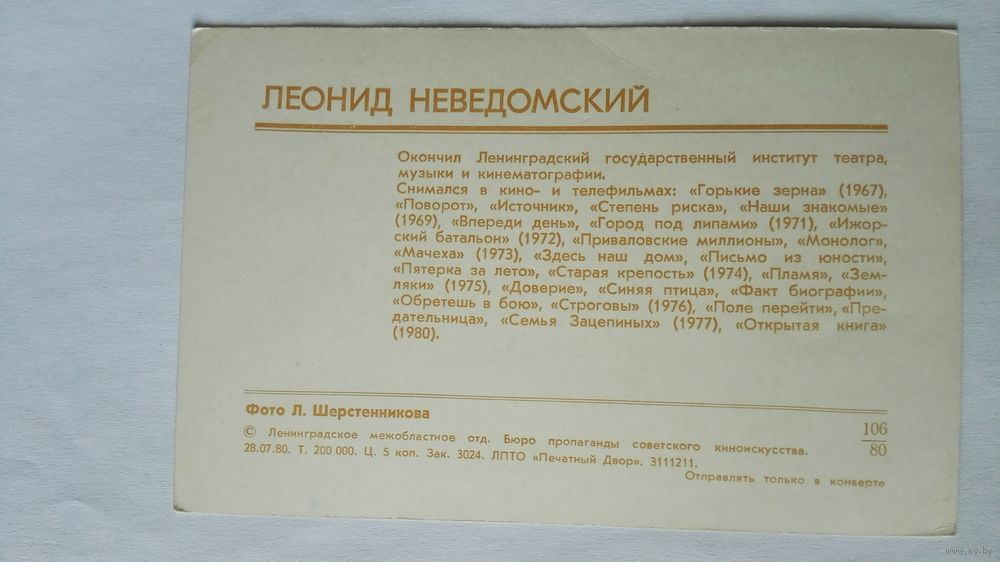 ЛЕОНИД НЕВЕДОМСКИЙ
Окончил Ленинградский государственный институт театра,
музыки и кинематографии.
Снимался в кино- и телефильмах: «Горькие зерна» (1967),
«Поворот», «Источник», «Степень риска», «Наши знакомые»
(1969), «Впереди день», «Город под липами» (1971), «Ижор-
ский батальон» (1972), «Приваловские миллионы», «Монолог»,
«Мачеха» (1973), «Здесь наш дом», «Письмо из юности»,
«Пятерка за лето», «Старая крепость» (1974), «Пламя», «Зем-
ляки» (1975), «Доверие», «Синяя птица», «Факт биографии»,
«Обретешь в бою», «Строговы» (1976), «Поле перейти», «Пре-
дательница», «Семья Зацепиных» (1977), «Открытая книга»
(1980).
Фото Л. Шерстенникова
© Ленинградское межобластное отд. Бюро пропаганды советского киноискусства.
28.07.80. Т. 200 000. Ц. 5 коп. Зак. 3024. ЛПТО «Печатный Двор». 3111211.
106
80
Отправлять только в конверте
www.ay.by